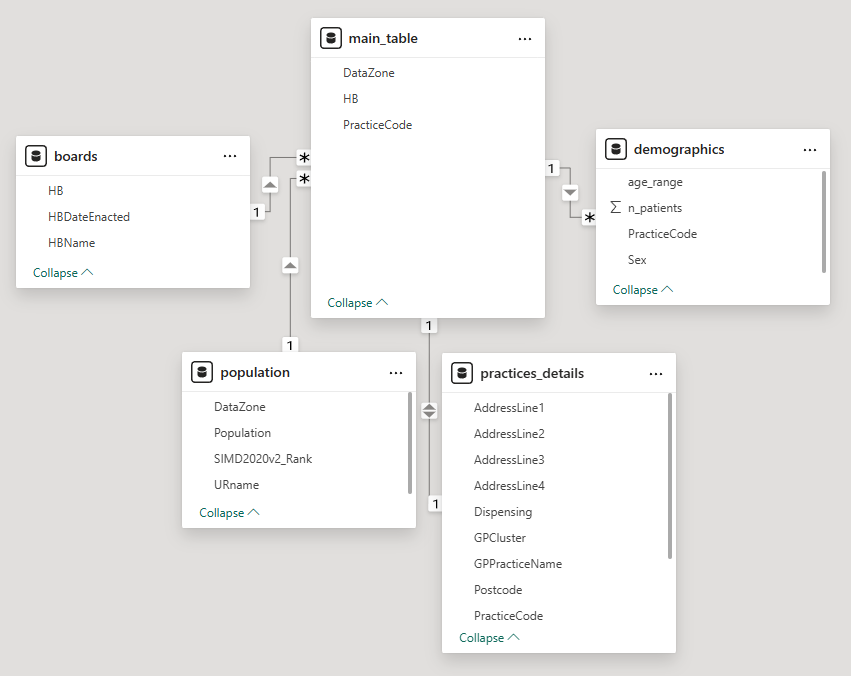 main_table
...
DataZone
HB
PracticeCode
Collapse
boards
...
HB
HBDateEnacted
HBName
Collapse
demographics
...
age_range
Σ n_patients
PracticeCode
Sex
Collapse
*
*
1
1
*
1
1
1
population
...
DataZone
Population
SIMD2020v2_Rank
URname
Collapse
practices_details
...
AddressLine1
AddressLine2
AddressLine3
AddressLine4
Dispensing
GPCluster
GPPracticeName
Postcode
PracticeCode
Collapse